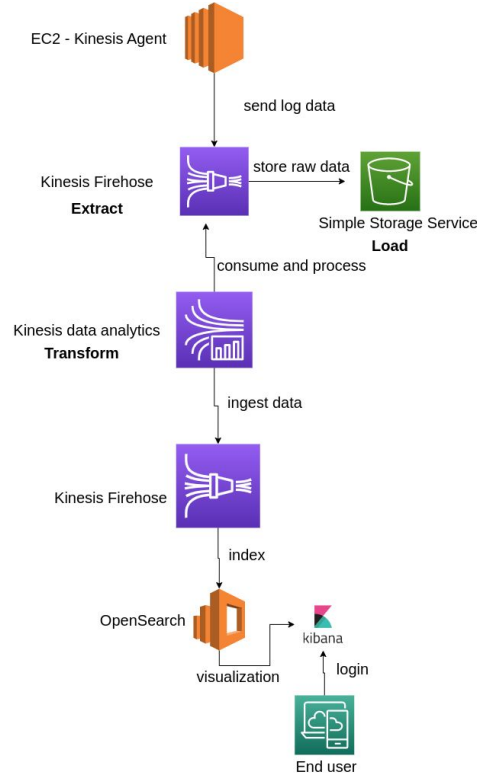 EC2 - Kinesis Agent
send log data
Kinesis Firehose
Extract
store raw data
Simple Storage Service
Load
consume and process
Kinesis data analytics
Transform
ingest data
Kinesis Firehose
index
OpenSearch
kibana
visualization
login
End user